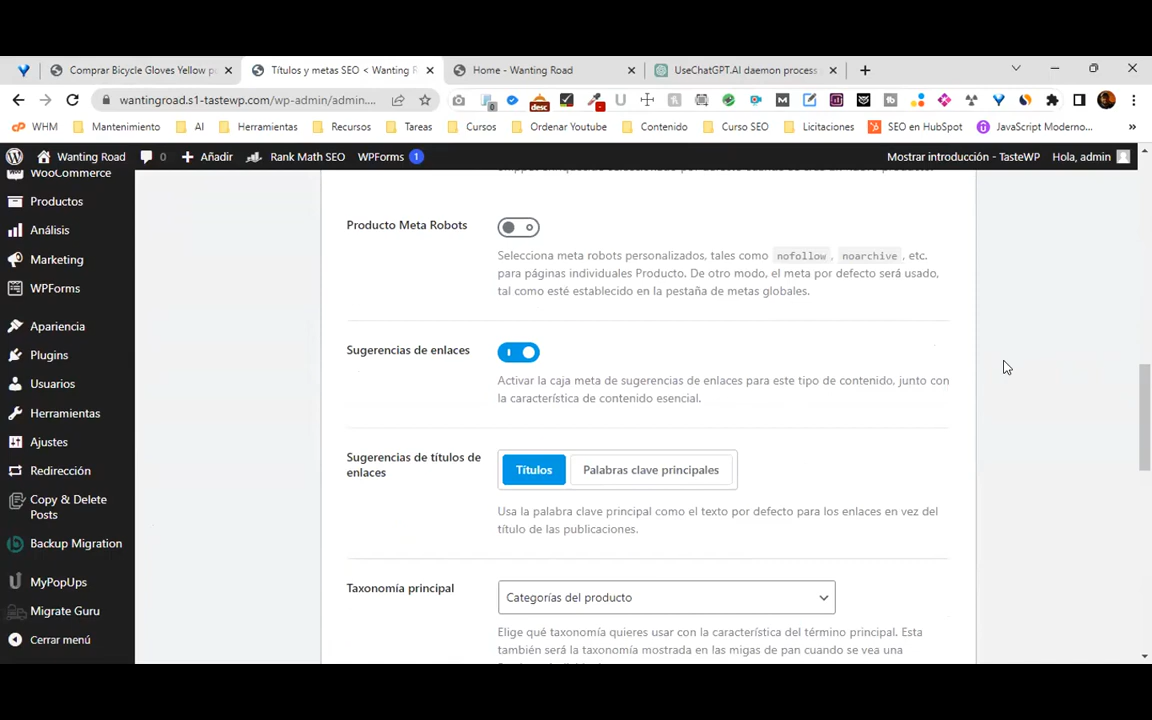 Comprar Bicycle Gloves Yellow po
Títulos y metas SEO < Wanting R
Home - Wanting Road
UseChatGPT.AI daemon process
wantingroad.s1-tastewp.com/wp-admin/admin....
WHM
Mantenimiento
AI
Herramientas
Recursos
Tareas
Cursos
Ordenar Youtube
Contenido
Curso SEO
Licitaciones
SEO en HubSpot
JavaScript Moderno...
Wanting Road
0
Añadir
Rank Math SEO
WPForms 1
Mostrar introducción - TasteWP
Hola, admin
WooCommerce
Productos
Análisis
Marketing
WPForms
Apariencia
Plugins
Usuarios
Herramientas
Ajustes
Redirección
Copy & Delete
Posts
Backup Migration
MyPopUps
Migrate Guru
Cerrar menú
Producto Meta Robots
Selecciona meta robots personalizados, tales como nofollow, noarchive, etc.
para páginas individuales Producto. De otro modo, el meta por defecto será usado,
tal como esté establecido en la pestaña de metas globales.
Sugerencias de enlaces
Activar la caja meta de sugerencias de enlaces para este tipo de contenido, junto con
la característica de contenido esencial.
Sugerencias de títulos de
enlaces
Títulos
Palabras clave principales
Usa la palabra clave principal como el texto por defecto para los enlaces en vez del
título de las publicaciones.
Taxonomía principal
Categorías del producto
Elige qué taxonomía quieres usar con la característica del término principal. Esta
también será la taxonomía mostrada en las migas de pan cuando se vea una